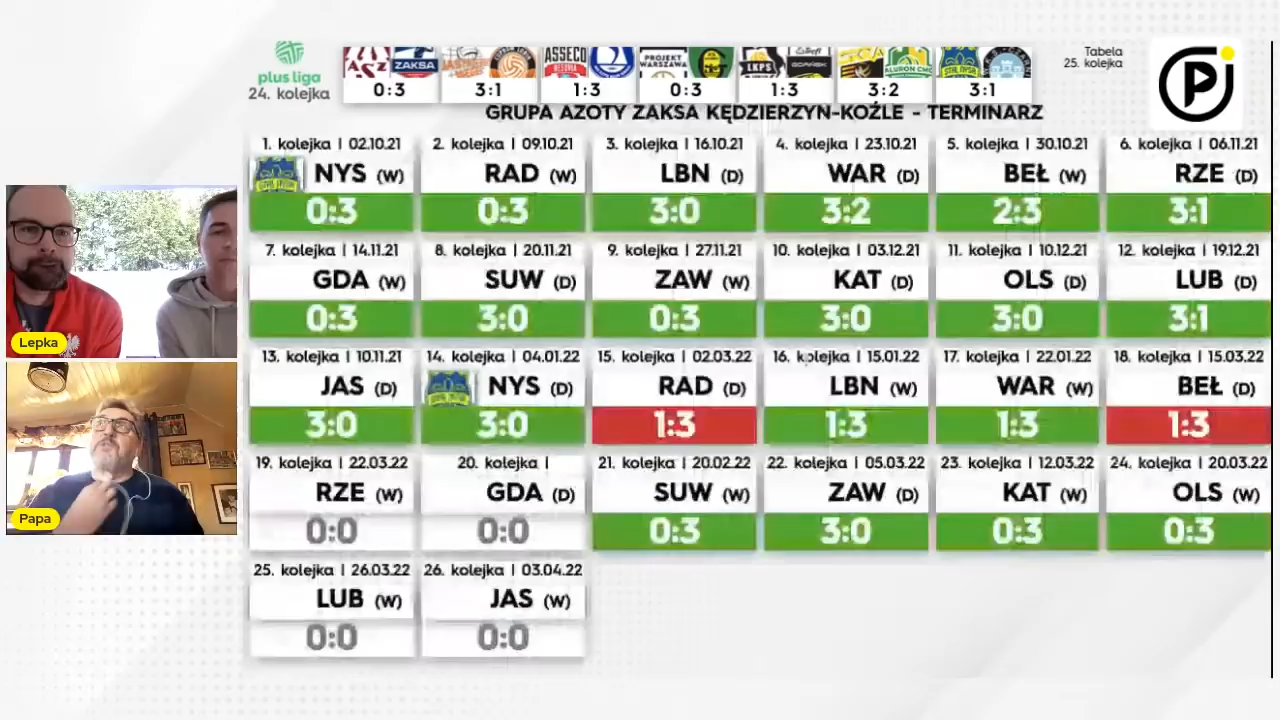 plus liga
24. kolejka
ZAKSA
ASSECO
RESOVIA
PROJEKT
WARSZAWA
LKPS
GDAŃSK
ALURON CMC
0:3
3:1
1:3
0:3
1:3
3:2
3:1
Tabela
25. kolejka
P
GRUPA AZOTY ZAKSA KĘDZIERZYN-KOŹLE - TERMINARZ
1. kolejka | 02.10.21
NYS (W)
0:3
2. kolejka | 09.10.21
RAD (W)
0:3
3. kolejka | 16.10.21
LBN (D)
3:0
4. kolejka | 23.10.21
WAR (D)
3:2
5. kolejka | 30.10.21
BEŁ (W)
2:3
6. kolejka | 06.11.21
RZE (D)
3:1
7. kolejka | 14.11.21
GDA (W)
0:3
8. kolejka | 20.11.21
SUW (D)
3:0
9. kolejka | 27.11.21
ZAW (W)
0:3
10. kolejka | 03.12.21
KAT (D)
3:0
11. kolejka | 10.12.21
OLS (D)
3:0
12. kolejka | 19.12.21
LUB (D)
3:1
13. kolejka | 10.11.21
JAS (D)
3:0
14. kolejka | 04.01.22
NYS (D)
3:0
15. kolejka | 02.03.22
RAD (D)
1:3
16. kolejka | 15.01.22
LBN (W)
1:3
17. kolejka | 22.01.22
WAR (W)
1:3
18. kolejka | 15.03.22
BEŁ (D)
1:3
19. kolejka | 22.03.22
RZE (W)
0:0
20. kolejka |
GDA (D)
0:0
21. kolejka | 20.02.22
SUW (W)
0:3
22. kolejka | 05.03.22
ZAW (D)
3:0
23. kolejka | 12.03.22
KAT (W)
0:3
24. kolejka | 20.03.22
OLS (W)
0:3
25. kolejka | 26.03.22
LUB (W)
0:0
26. kolejka | 03.04.22
JAS (W)
0:0
Lepka
Papa